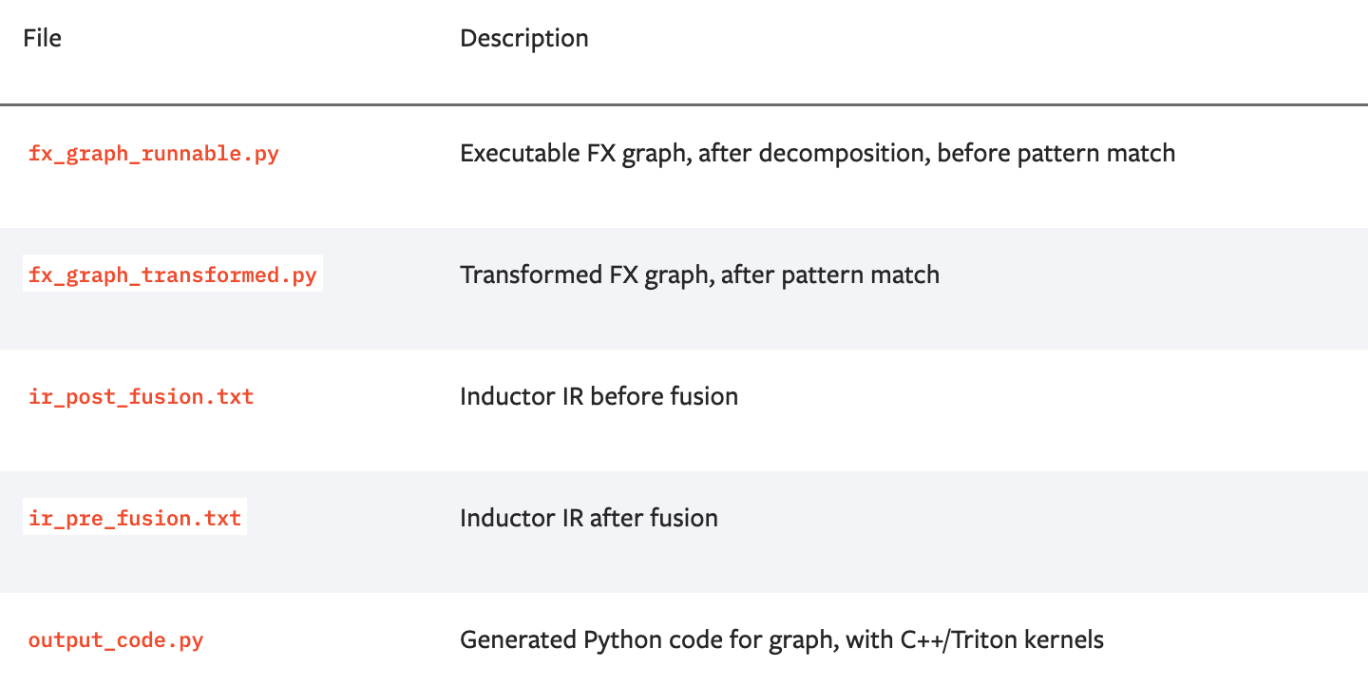 File Description
fx_graph_runnable.py Executable FX graph, after decomposition, before pattern match
fx_graph_transformed.py Transformed FX graph, after pattern match
ir_post_fusion.txt Inductor IR before fusion
ir_pre_fusion.txt Inductor IR after fusion
output_code.py Generated Python code for graph, with C++/Triton kernels